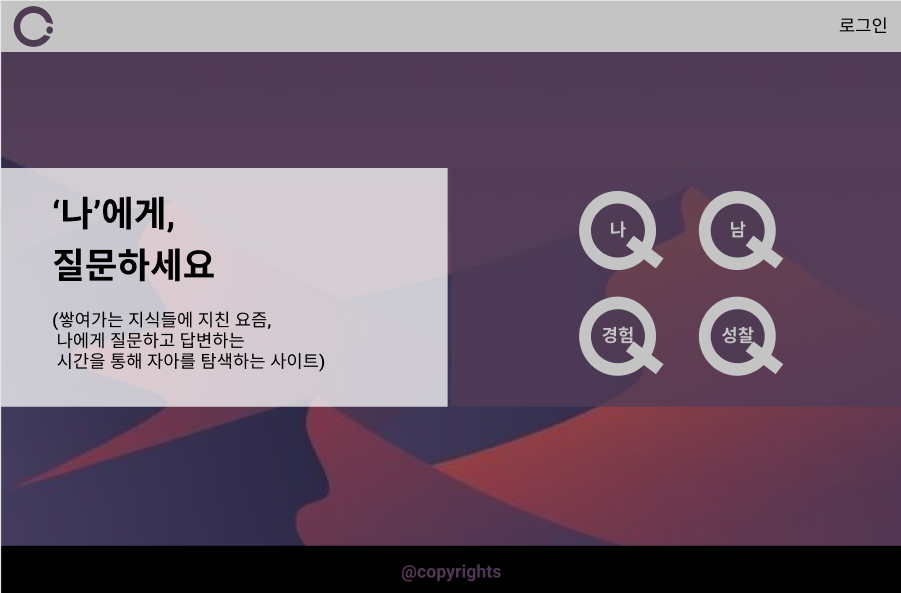 로그인
‘나’에게,
질문하세요
(쌓여가는 지식들에 지친 요즘,
나에게 질문하고 답변하는
시간을 통해 자아를 탐색하는 사이트)
나
남
경험
성찰
@copyrights